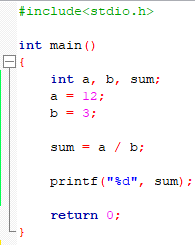 #include<stdio.h>
int main()
{
    int a, b, sum;
    a = 12;
    b = 3;
    sum = a / b;
    printf("%d", sum);
    return 0;
}